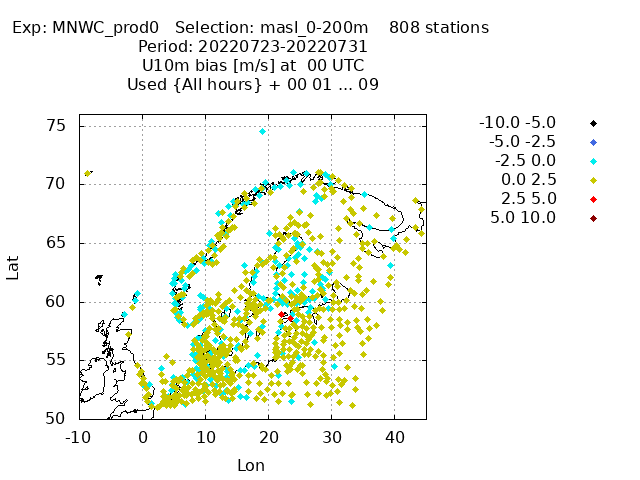 Exp: MNWC_prod0   Selection: masl_0-200m    808 stations
Period: 20220723-20220731
U10m bias [m/s] at  00 UTC
Used {All hours} + 00 01 ... 09
-10.0 -5.0
-5.0 -2.5
-2.5 0.0
0.0 2.5
2.5 5.0
5.0 10.0
75
70
65
60
55
50
Lat
-10 0 10 20 30 40
Lon